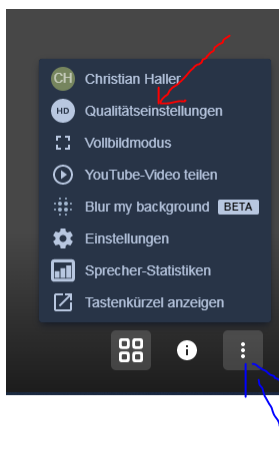 CH Christian Haller
HD Qualitätseinstellungen
Vollbildmodus
YouTube-Video teilen
Blur my background BETA
Einstellungen
Sprecher-Statistiken
Tastenkürzel anzeigen